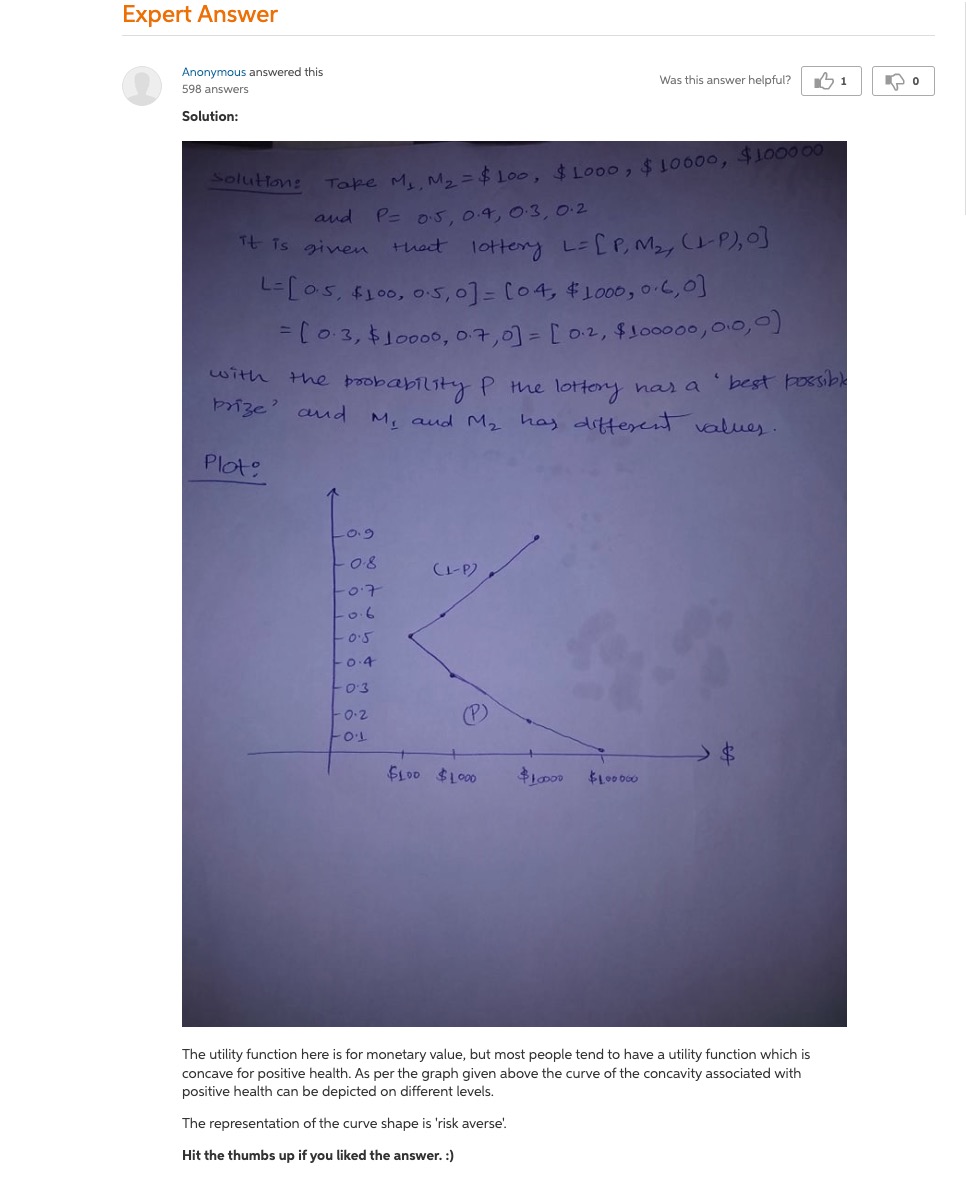 Expert Answer
Anonymous answered this
598 answers
Was this answer helpful?
1
0
Solution:
Solution: Take M1, M2 = $100, $1000, $10000, $100000
and P= 0.5, 0.4, 0.3, 0.2
it is given that lottery L=[P, M2, (1-P), 0]
L=[0.5, $100, 0.5, 0] = [04, $1000, 0.6, 0]
= [0.3, $10000, 0.7, 0] = [0.2, $100000, 0.0, 0]
with the probability P the lottery has a 'best possible
prize' and M1 and M2 has different values.
Plot:
0.9
0.8
(1-P)
0.7
0.6
0.5
0.4
0.3
0.2
(P)
0.1
$
$100 $1000 $10000 $100000
The utility function here is for monetary value, but most people tend to have a utility function which is
concave for positive health. As per the graph given above the curve of the concavity associated with
positive health can be depicted on different levels.
The representation of the curve shape is 'risk averse'.
Hit the thumbs up if you liked the answer. :)